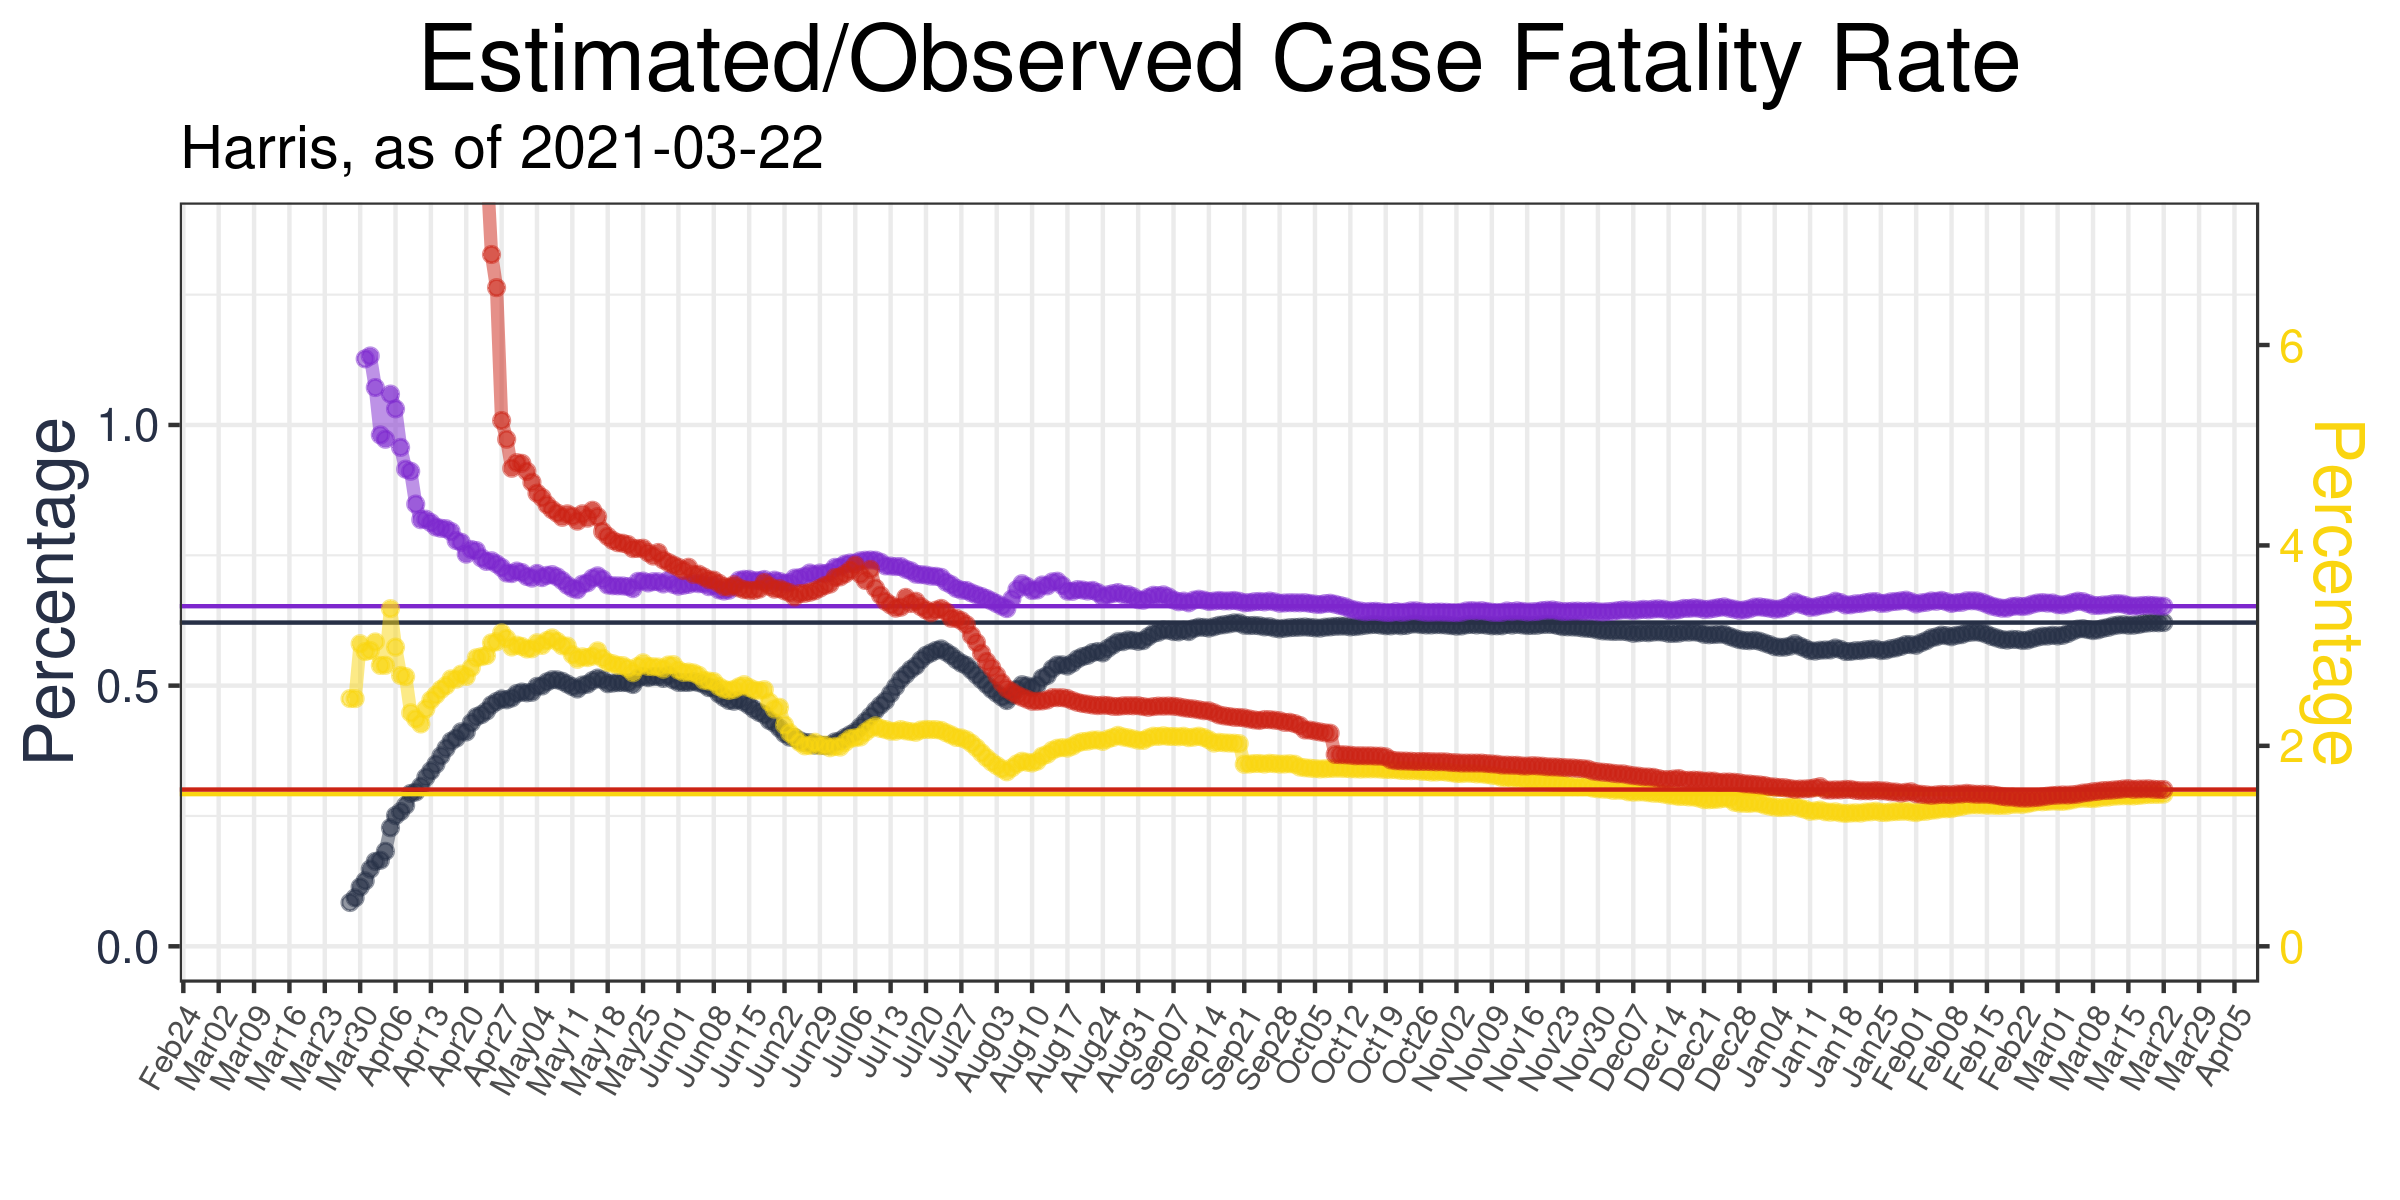 Estimated/Observed Case Fatality Rate
Harris, as of 2021-03-22
Percentage
1.0
0.5
0.0
6
4
2
0
Percentage
Feb24
Mar02
Mar09
Mar16
Mar23
Mar30
Apr06
Apr13
Apr20
Apr27
May04
May11
May18
May25
Jun01
Jun08
Jun15
Jun22
Jun29
Jul06
Jul13
Jul20
Jul27
Aug03
Aug10
Aug17
Aug24
Aug31
Sep07
Sep14
Sep21
Sep28
Oct05
Oct12
Oct19
Oct26
Nov02
Nov09
Nov16
Nov23
Nov30
Dec07
Dec14
Dec21
Dec28
Jan04
Jan11
Jan18
Jan25
Feb01
Feb08
Feb15
Feb22
Mar01
Mar08
Mar15
Mar22
Mar29
Apr05